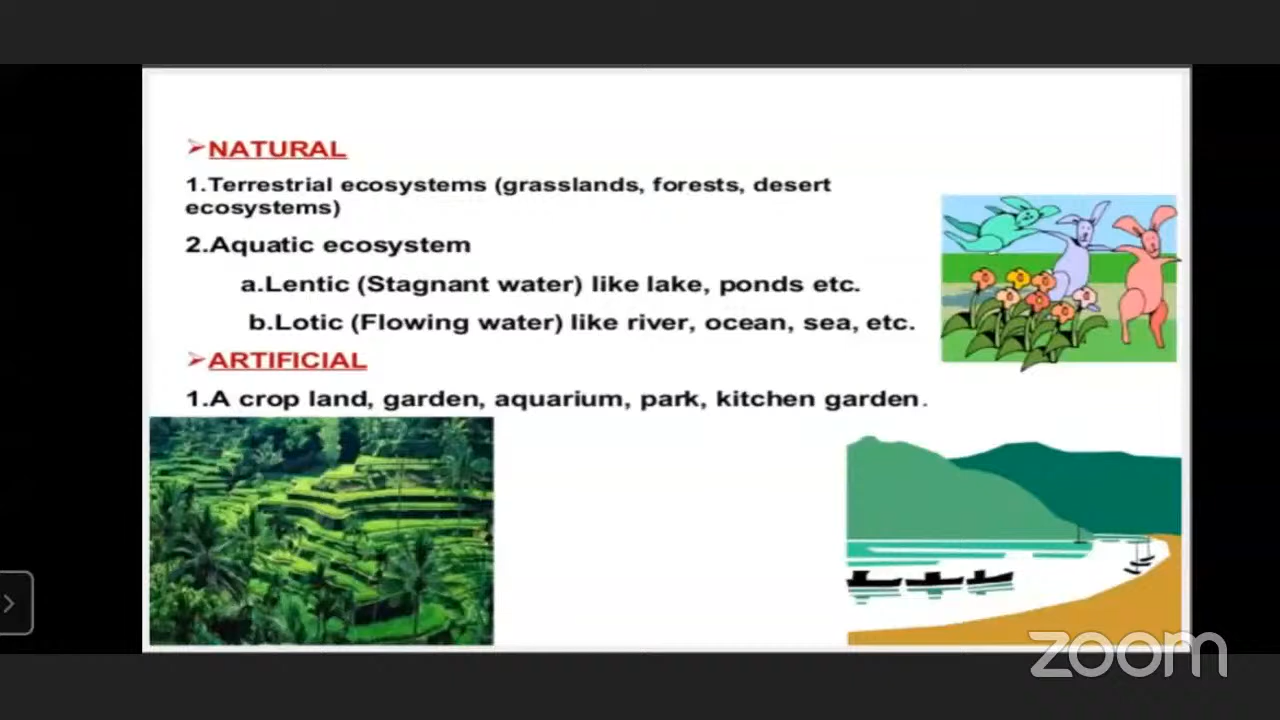 ➢NATURAL
1.Terrestrial ecosystems (grasslands, forests, desert
ecosystems)
2.Aquatic ecosystem
a.Lentic (Stagnant water) like lake, ponds etc.
b.Lotic (Flowing water) like river, ocean, sea, etc.
➢ARTIFICIAL
1.A crop land, garden, aquarium, park, kitchen garden.
zoom